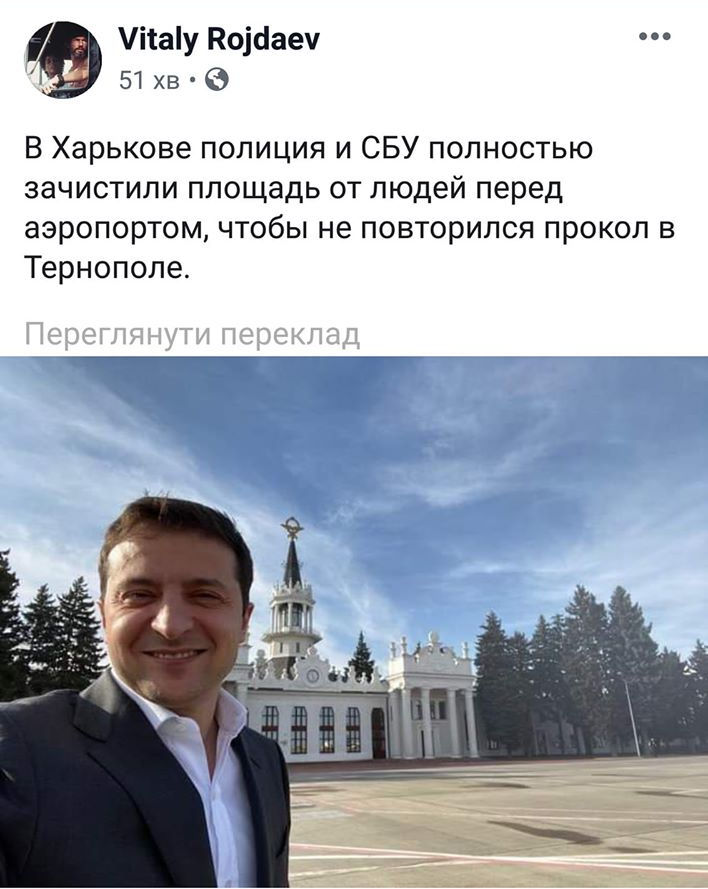 Vitaly Rojdaev
51 хв •
В Харькове полиция и СБУ полностью
зачистили площадь от людей перед
аэропортом, чтобы не повторился прокол в
Тернополе.
Переглянути переклад